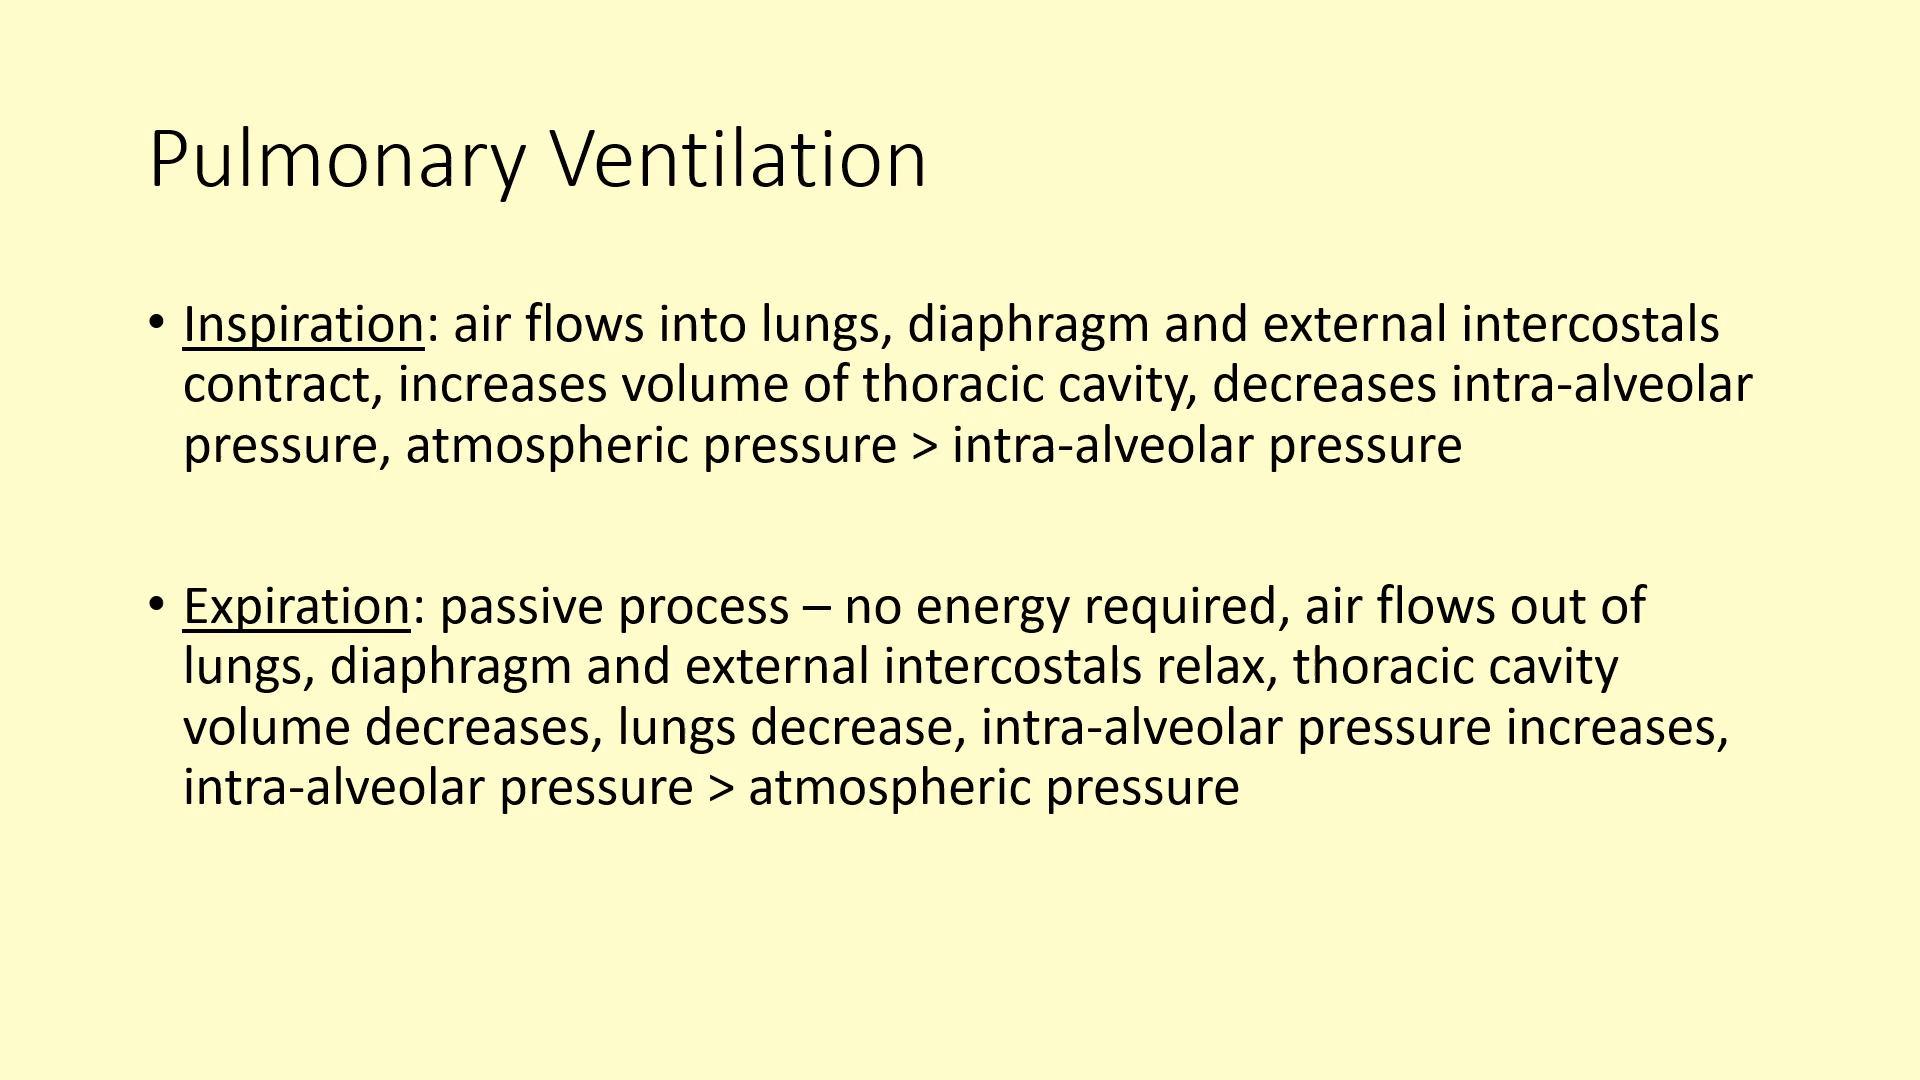 Pulmonary Ventilation
• Inspiration: air flows into lungs, diaphragm and external intercostals
contract, increases volume of thoracic cavity, decreases intra-alveolar
pressure, atmospheric pressure > intra-alveolar pressure
• Expiration: passive process – no energy required, air flows out of
lungs, diaphragm and external intercostals relax, thoracic cavity
volume decreases, lungs decrease, intra-alveolar pressure increases,
intra-alveolar pressure > atmospheric pressure